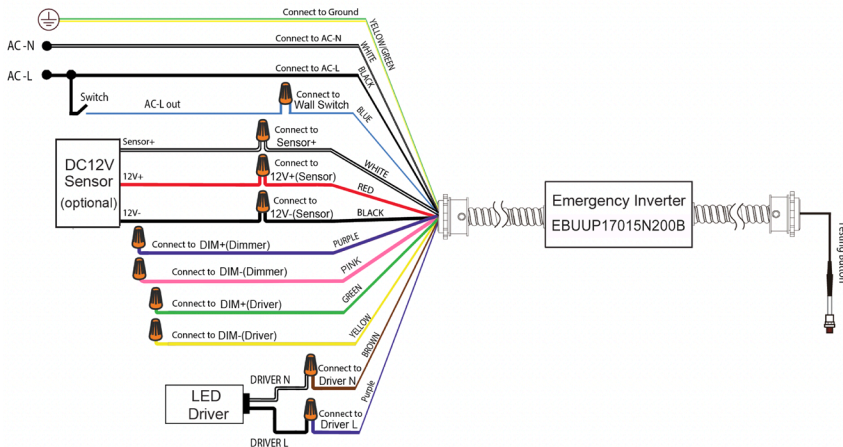 Connect to Ground
YELLOW/GREEN
AC-N
Connect to AC-N
WHITE
AC-L
Connect to AC-L
BLACK
Switch
AC-L out
Connect to
Wall Switch
BLUE
DC12V
Sensor
(optional)
Sensor+
Connect to
Sensor+
WHITE
12V+
Connect to
12V+(Sensor)
RED
12V-
Connect to
12V-(Sensor)
BLACK
Connect to DIM+(Dimmer)
PURPLE
Connect to DIM-(Dimmer)
PINK
Connect to DIM+(Driver)
GREEN
Connect to DIM-(Driver)
YELLOW
BROWN
LED
Driver
DRIVER N
Connect to
Driver N
DRIVER L
Connect to
Driver L
Purple
Emergency Inverter
EBUUP17015N200B
Testing button